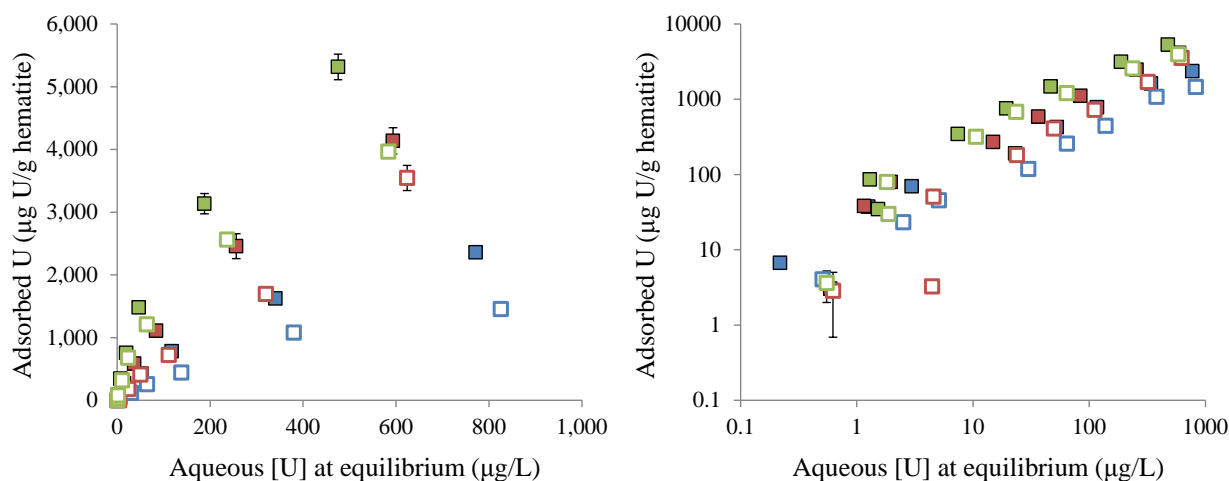 Adsorbed U (µg U/g hematite)
6,000
5,000
4,000
3,000
2,000
1,000
0
0 200 400 600 800 1,000
Aqueous [U] at equilibrium (µg/L)
Adsorbed U (µg U/g hematite)
10000
1000
100
10
1
0.1
0.1 1 10 100 1000
Aqueous [U] at equilibrium (µg/L)